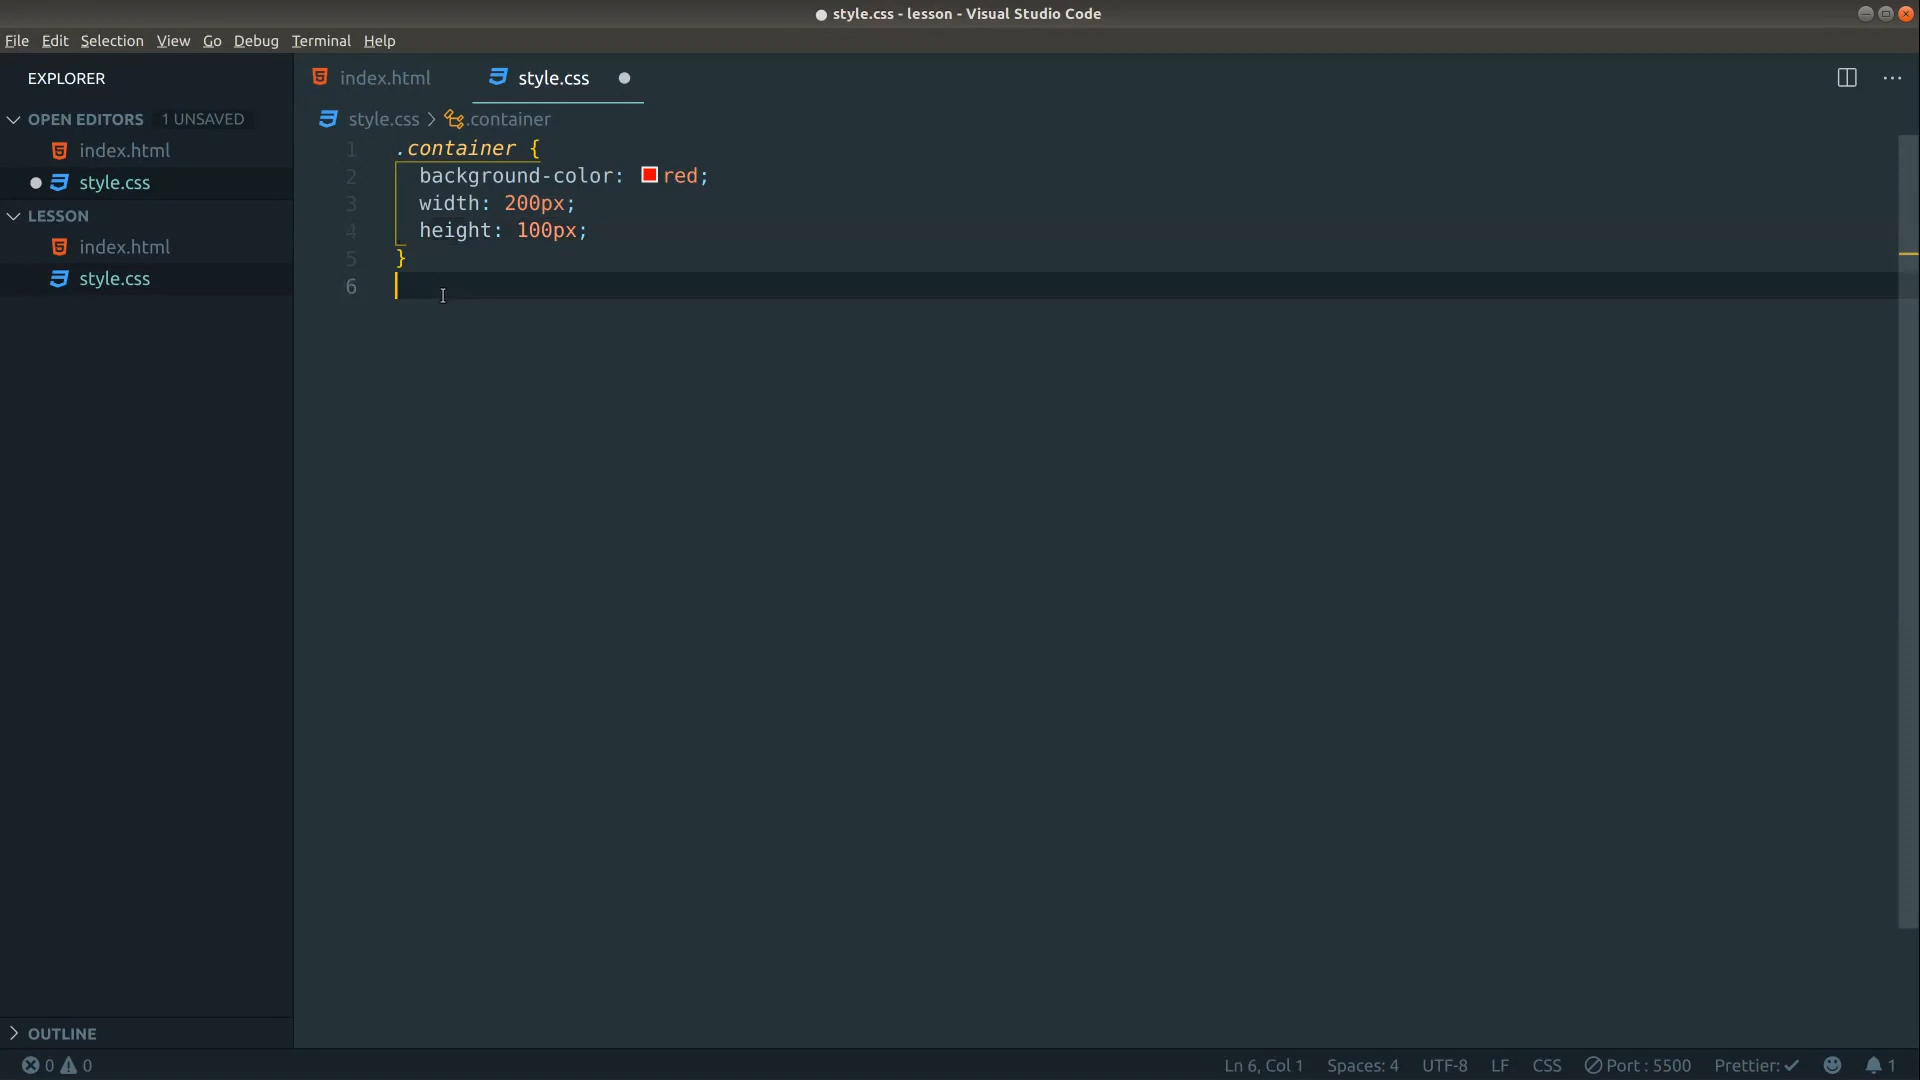 style.css - lesson - Visual Studio Code
File Edit Selection View Go Debug Terminal Help
EXPLORER
OPEN EDITORS 1 UNSAVED
index.html
style.css
LESSON
index.html
style.css
OUTLINE
index.html style.css
style.css > .container
1 .container {
2 background-color: red;
3 width: 200px;
4 height: 100px;
5 }
6
0 0 Ln 6, Col 1 Spaces: 4 UTF-8 LF CSS Port : 5500 Prettier: ✓ 1